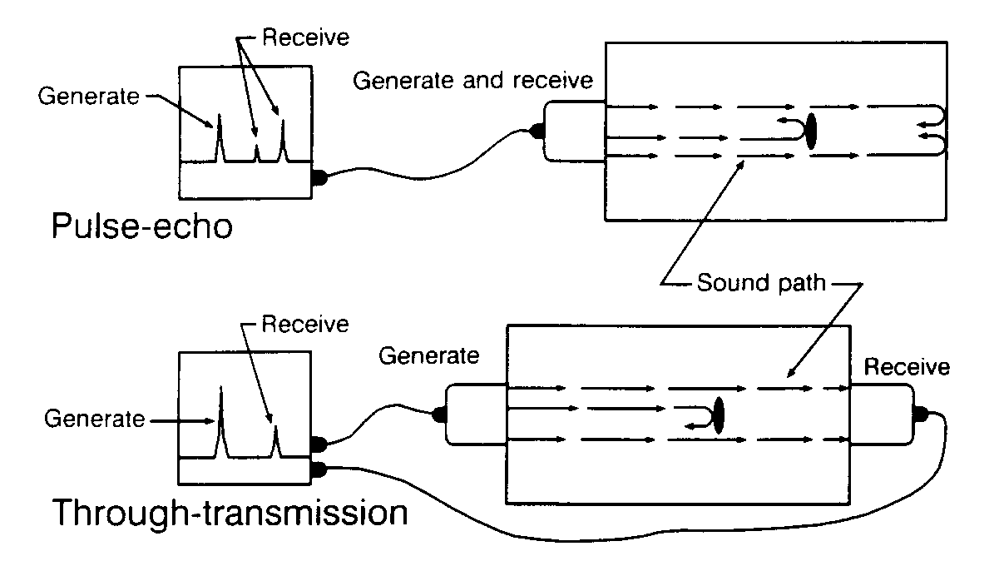 Receive
Generate
Generate and receive
Pulse-echo
Sound path
Receive
Generate
Receive
Generate
Through-transmission